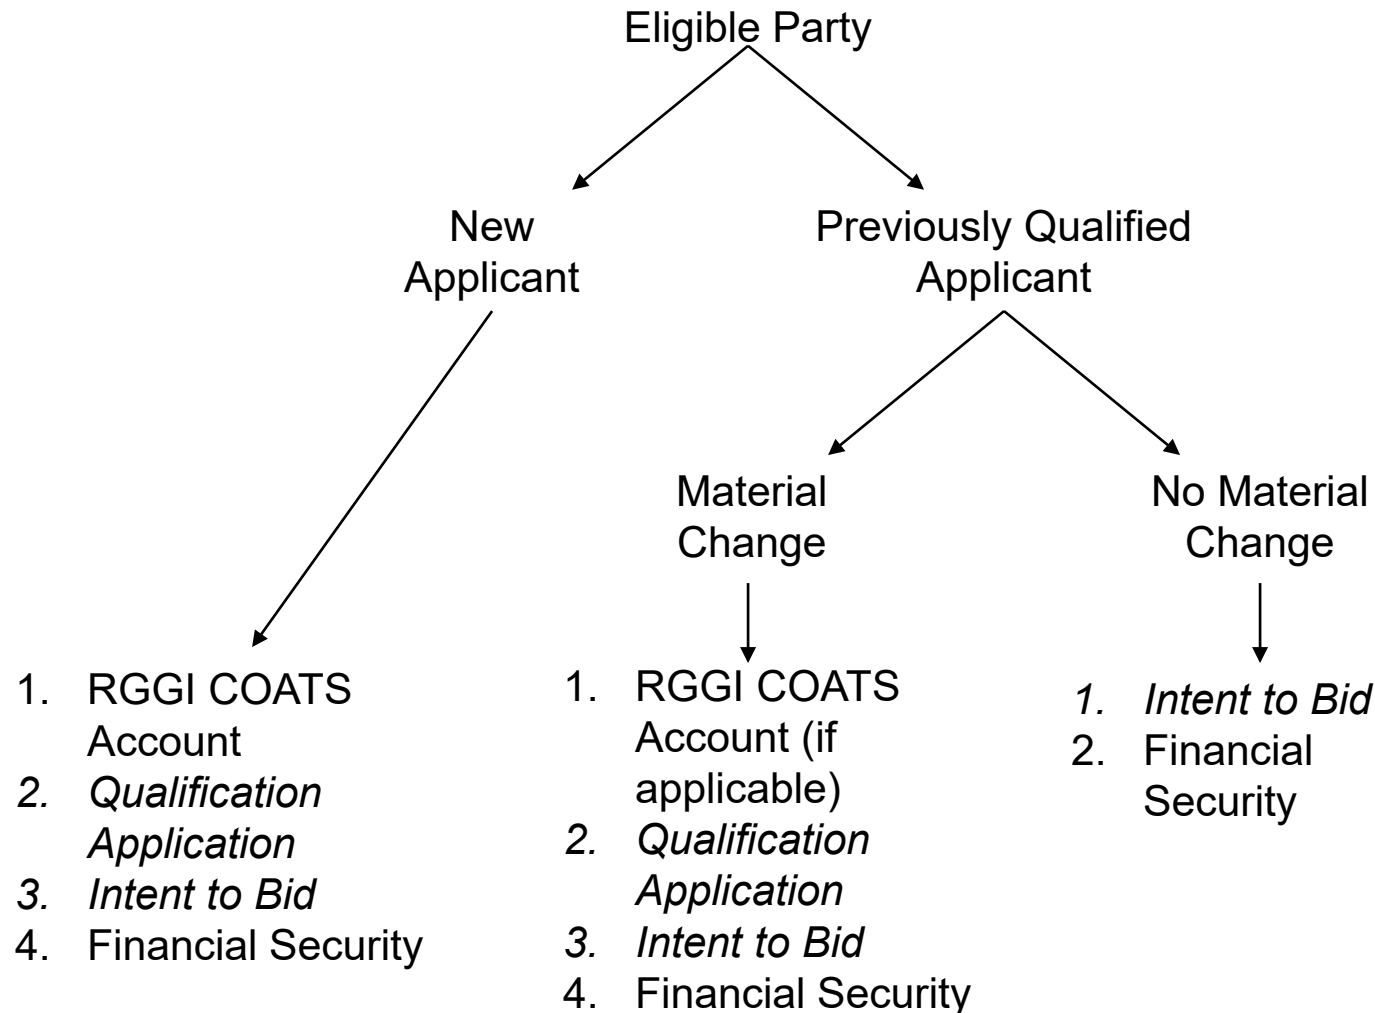 Eligible Party
New
Applicant
Previously Qualified
Applicant
Material
Change
No Material
Change
1. RGGI COATS
Account
2. Qualification
Application
3. Intent to Bid
4. Financial Security
1. RGGI COATS
Account (if
applicable)
2. Qualification
Application
3. Intent to Bid
4. Financial Security
1. Intent to Bid
2. Financial
Security